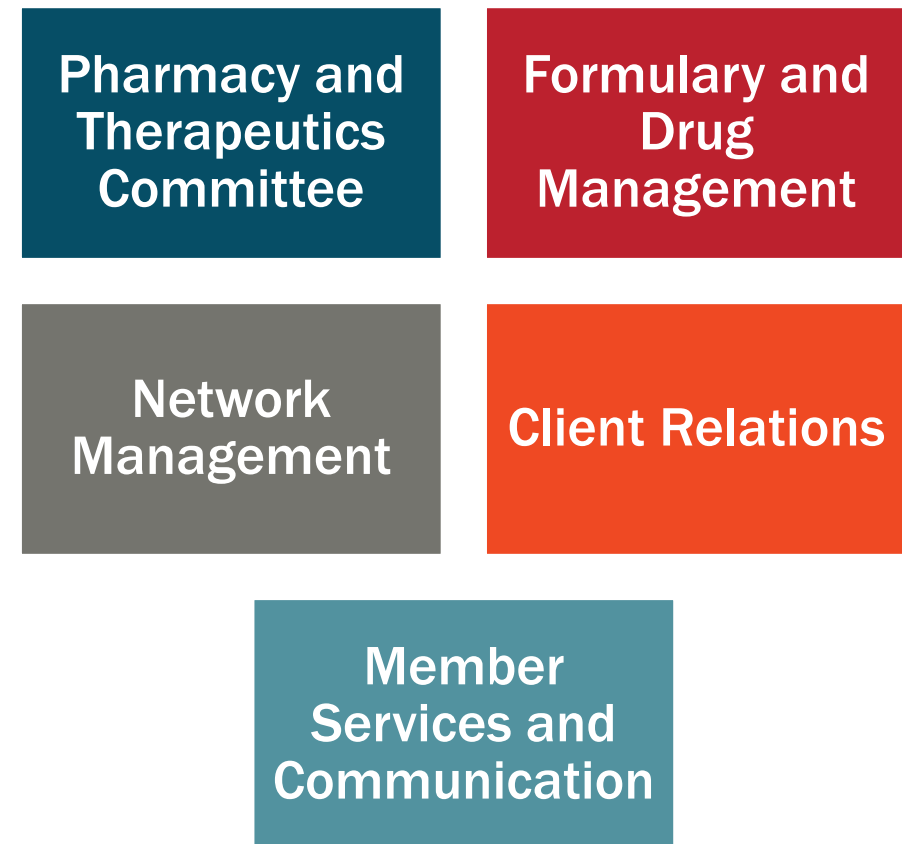 Pharmacy and
Therapeutics
Committee
Formulary and
Drug
Management
Network
Management
Client Relations
Member
Services and
Communication